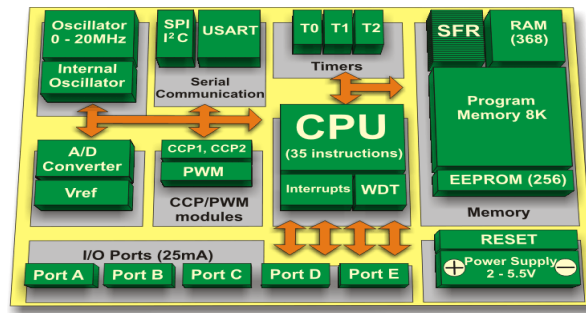 Oscillator
0 - 20MHz
Internal
Oscillator
SPI
I²C
USART
Serial
Communication
T0 T1 T2
Timers
SFR
RAM
(368)
Program
Memory 8K
EEPROM (256)
Memory
A/D
Converter
Vref
CCP1, CCP2
PWM
CCP/PWM
modules
CPU
(35 instructions)
Interrupts
WDT
I/O Ports (25mA)
Port A Port B Port C Port D Port E
RESET
+ Power Supply −
2 - 5.5V